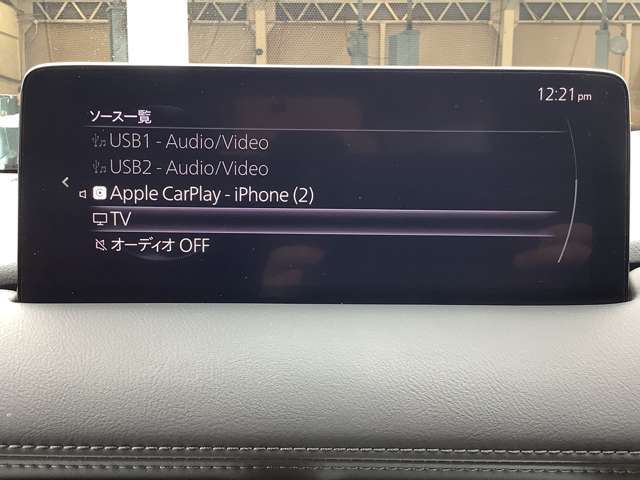 12:21 pm
ソース一覧
USB1 - Audio/Video
USB2 - Audio/Video
Apple CarPlay - iPhone (2)
TV
オーディオ OFF